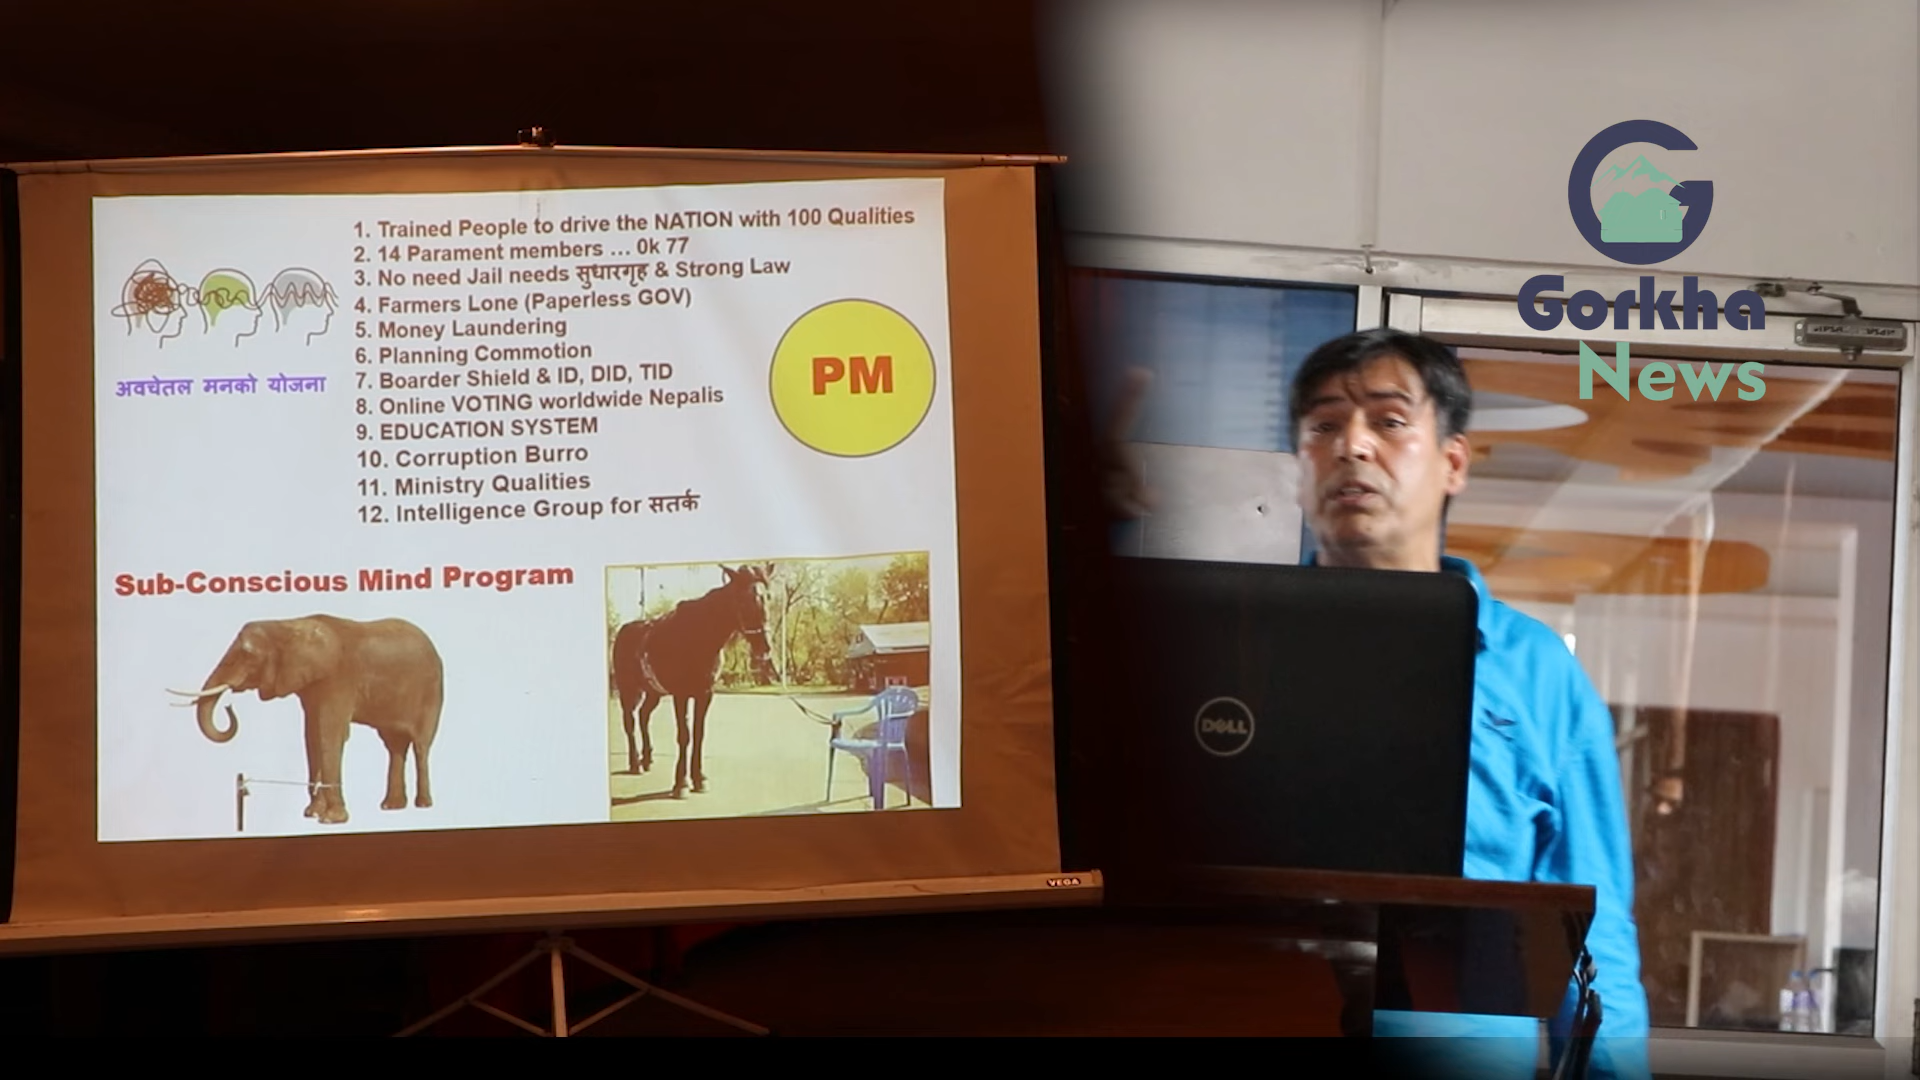 1. Trained People to drive the NATION with 100 Qualities
2. 14 Parament members ... 0k 77
3. No need Jail needs सुधारगृह & Strong Law
4. Farmers Lone (Paperless GOV)
5. Money Laundering
6. Planning Commotion
7. Boarder Shield & ID, DID, TID
8. Online VOTING worldwide Nepalis
9. EDUCATION SYSTEM
10. Corruption Burro
11. Ministry Qualities
12. Intelligence Group for सतर्क
अवचेतल मनको योजना
PM
Sub-Conscious Mind Program
VEGA
Gorkha
News
DELL